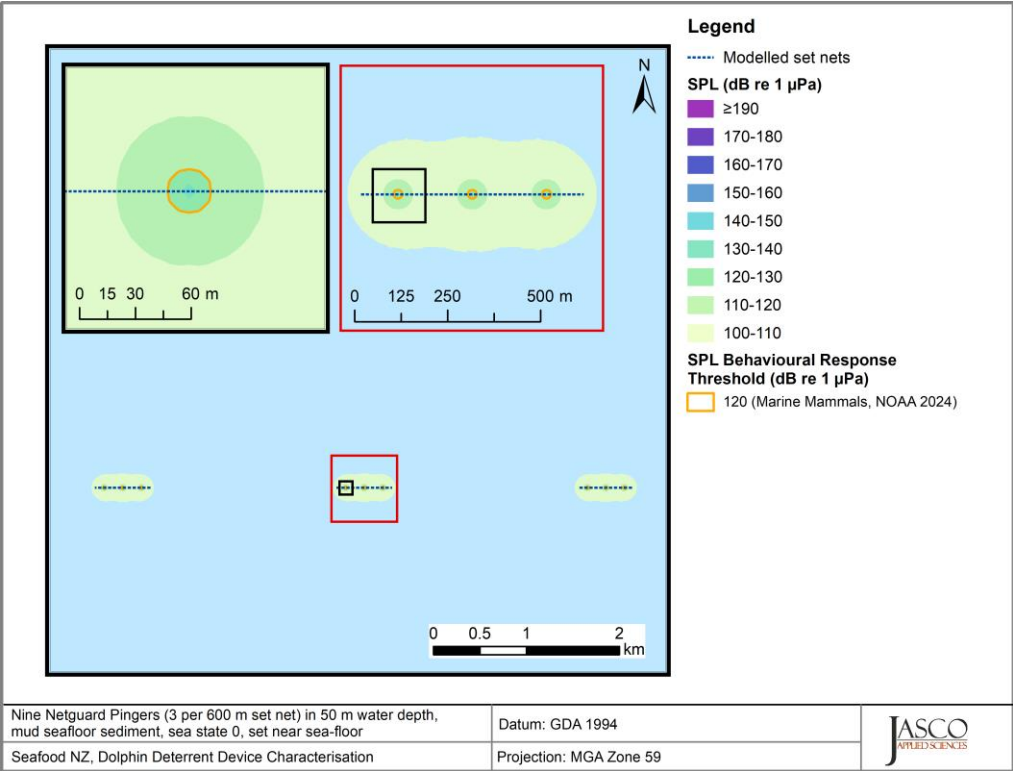 Legend
Modelled set nets
SPL (dB re 1 µPa)
≥190
170-180
160-170
150-160
140-150
130-140
120-130
110-120
100-110
SPL Behavioural Response
Threshold (dB re 1 µPa)
120 (Marine Mammals, NOAA 2024)
N
0 15 30 60 m
0 125 250 500 m
0 0.5 1 2
km
Nine Netguard Pingers (3 per 600 m set net) in 50 m water depth,
mud seafloor sediment, sea state 0, set near sea-floor
Datum: GDA 1994
Seafood NZ, Dolphin Deterrent Device Characterisation
Projection: MGA Zone 59
JASCO
APPLIED SCIENCES